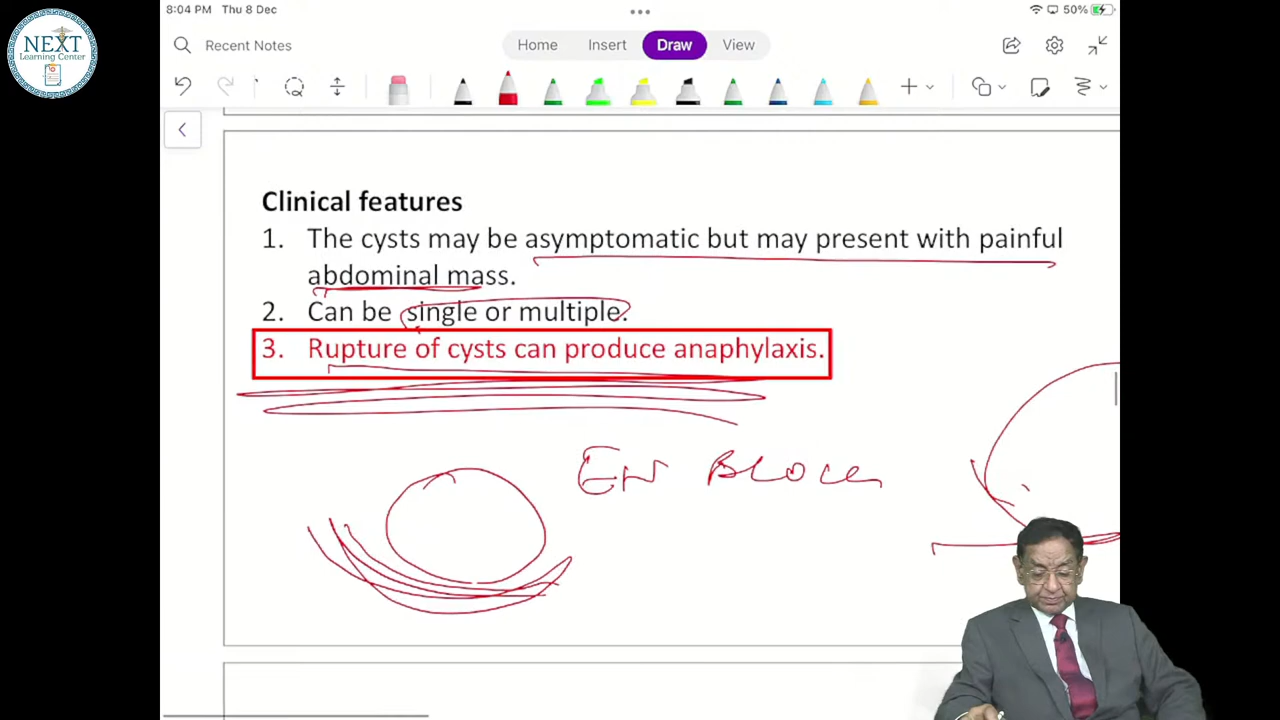 8:04 PM Thu 8 Dec
50%
NEXT
Learning Center
Recent Notes
Home Insert Draw View
Clinical features
1. The cysts may be asymptomatic but may present with painful
abdominal mass.
2. Can be single or multiple.
3. Rupture of cysts can produce anaphylaxis.
EN Block